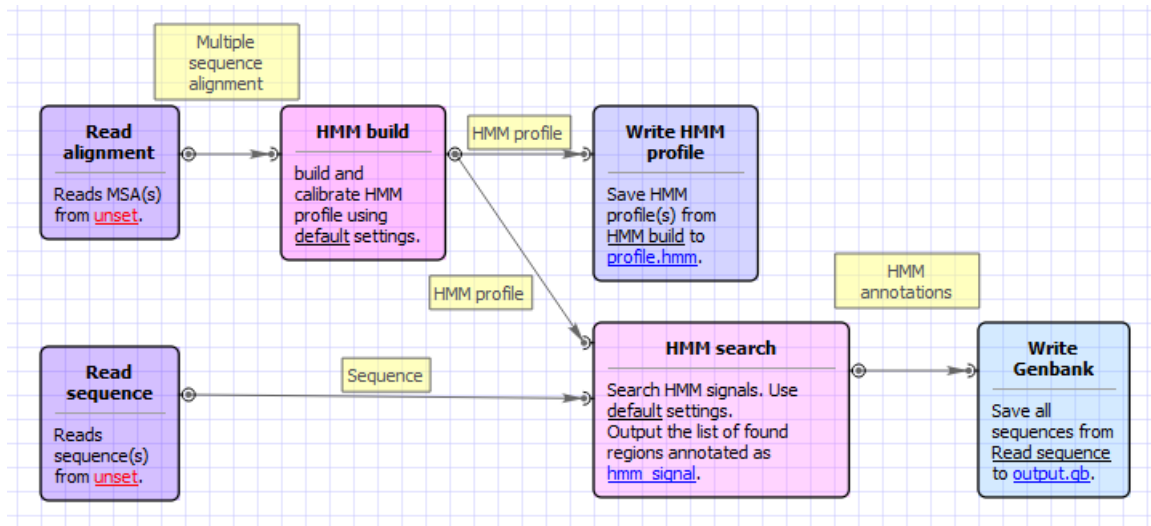 Multiple
sequence
alignment
Read
alignment
Reads MSA(s)
from unset.
HMM build
build and
calibrate HMM
profile using
default settings.
HMM profile
Write HMM
profile
Save HMM
profile(s) from
HMM build to
profile.hmm.
HMM profile
HMM
annotations
Read
sequence
Reads
sequence(s)
from unset.
Sequence
HMM search
Search HMM signals. Use
default settings.
Output the list of found
regions annotated as
hmm_signal.
Write
Genbank
Save all
sequences from
Read sequence
to output.gb.